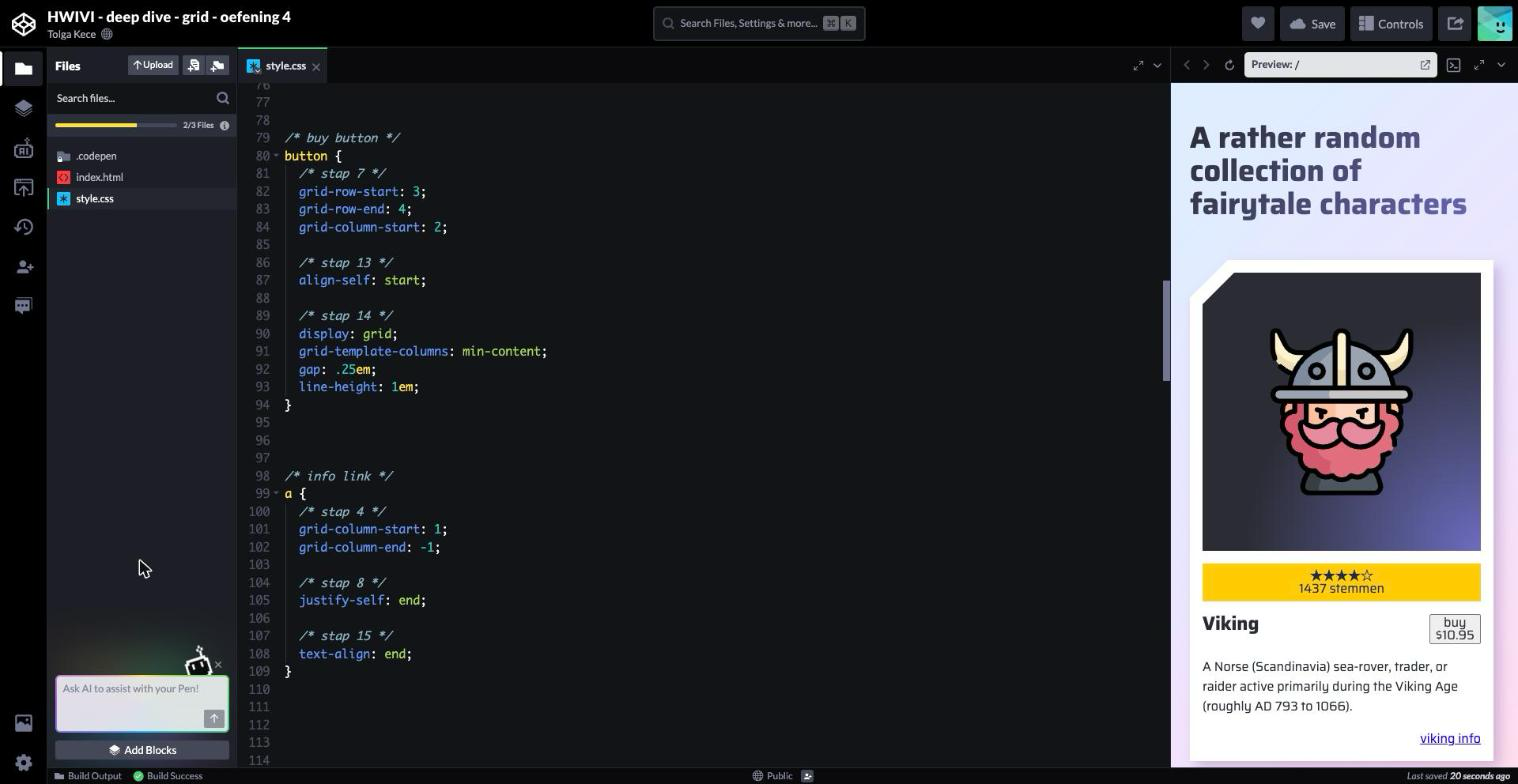 HWIVI - deep dive - grid - oefening 4
Tolga Kece
Search Files, Settings & more... ⌘ K
Save
Controls
Files
Upload
Search files...
2/3 Files
.codepen
index.html
style.css
AI
Ask AI to assist with your Pen!
Add Blocks
style.css
76
77
78
79 /* buy button */
80 button {
81 /* stap 7 */
82 grid-row-start: 3;
83 grid-row-end: 4;
84 grid-column-start: 2;
85
86 /* stap 13 */
87 align-self: start;
88
89 /* stap 14 */
90 display: grid;
91 grid-template-columns: min-content;
92 gap: .25em;
93 line-height: 1em;
94 }
95
96
97
98 /* info link */
99 a {
100 /* stap 4 */
101 grid-column-start: 1;
102 grid-column-end: -1;
103
104 /* stap 8 */
105 justify-self: end;
106
107 /* stap 15 */
108 text-align: end;
109 }
110
111
112
113
114
Preview: /
A rather random
collection of
fairytale characters
★★★★☆
1437 stemmen
Viking
buy
$10.95
A Norse (Scandinavia) sea-rover, trader, or
raider active primarily during the Viking Age
(roughly AD 793 to 1066).
viking info
Build Output
Build Success
Public
Last saved 20 seconds ago